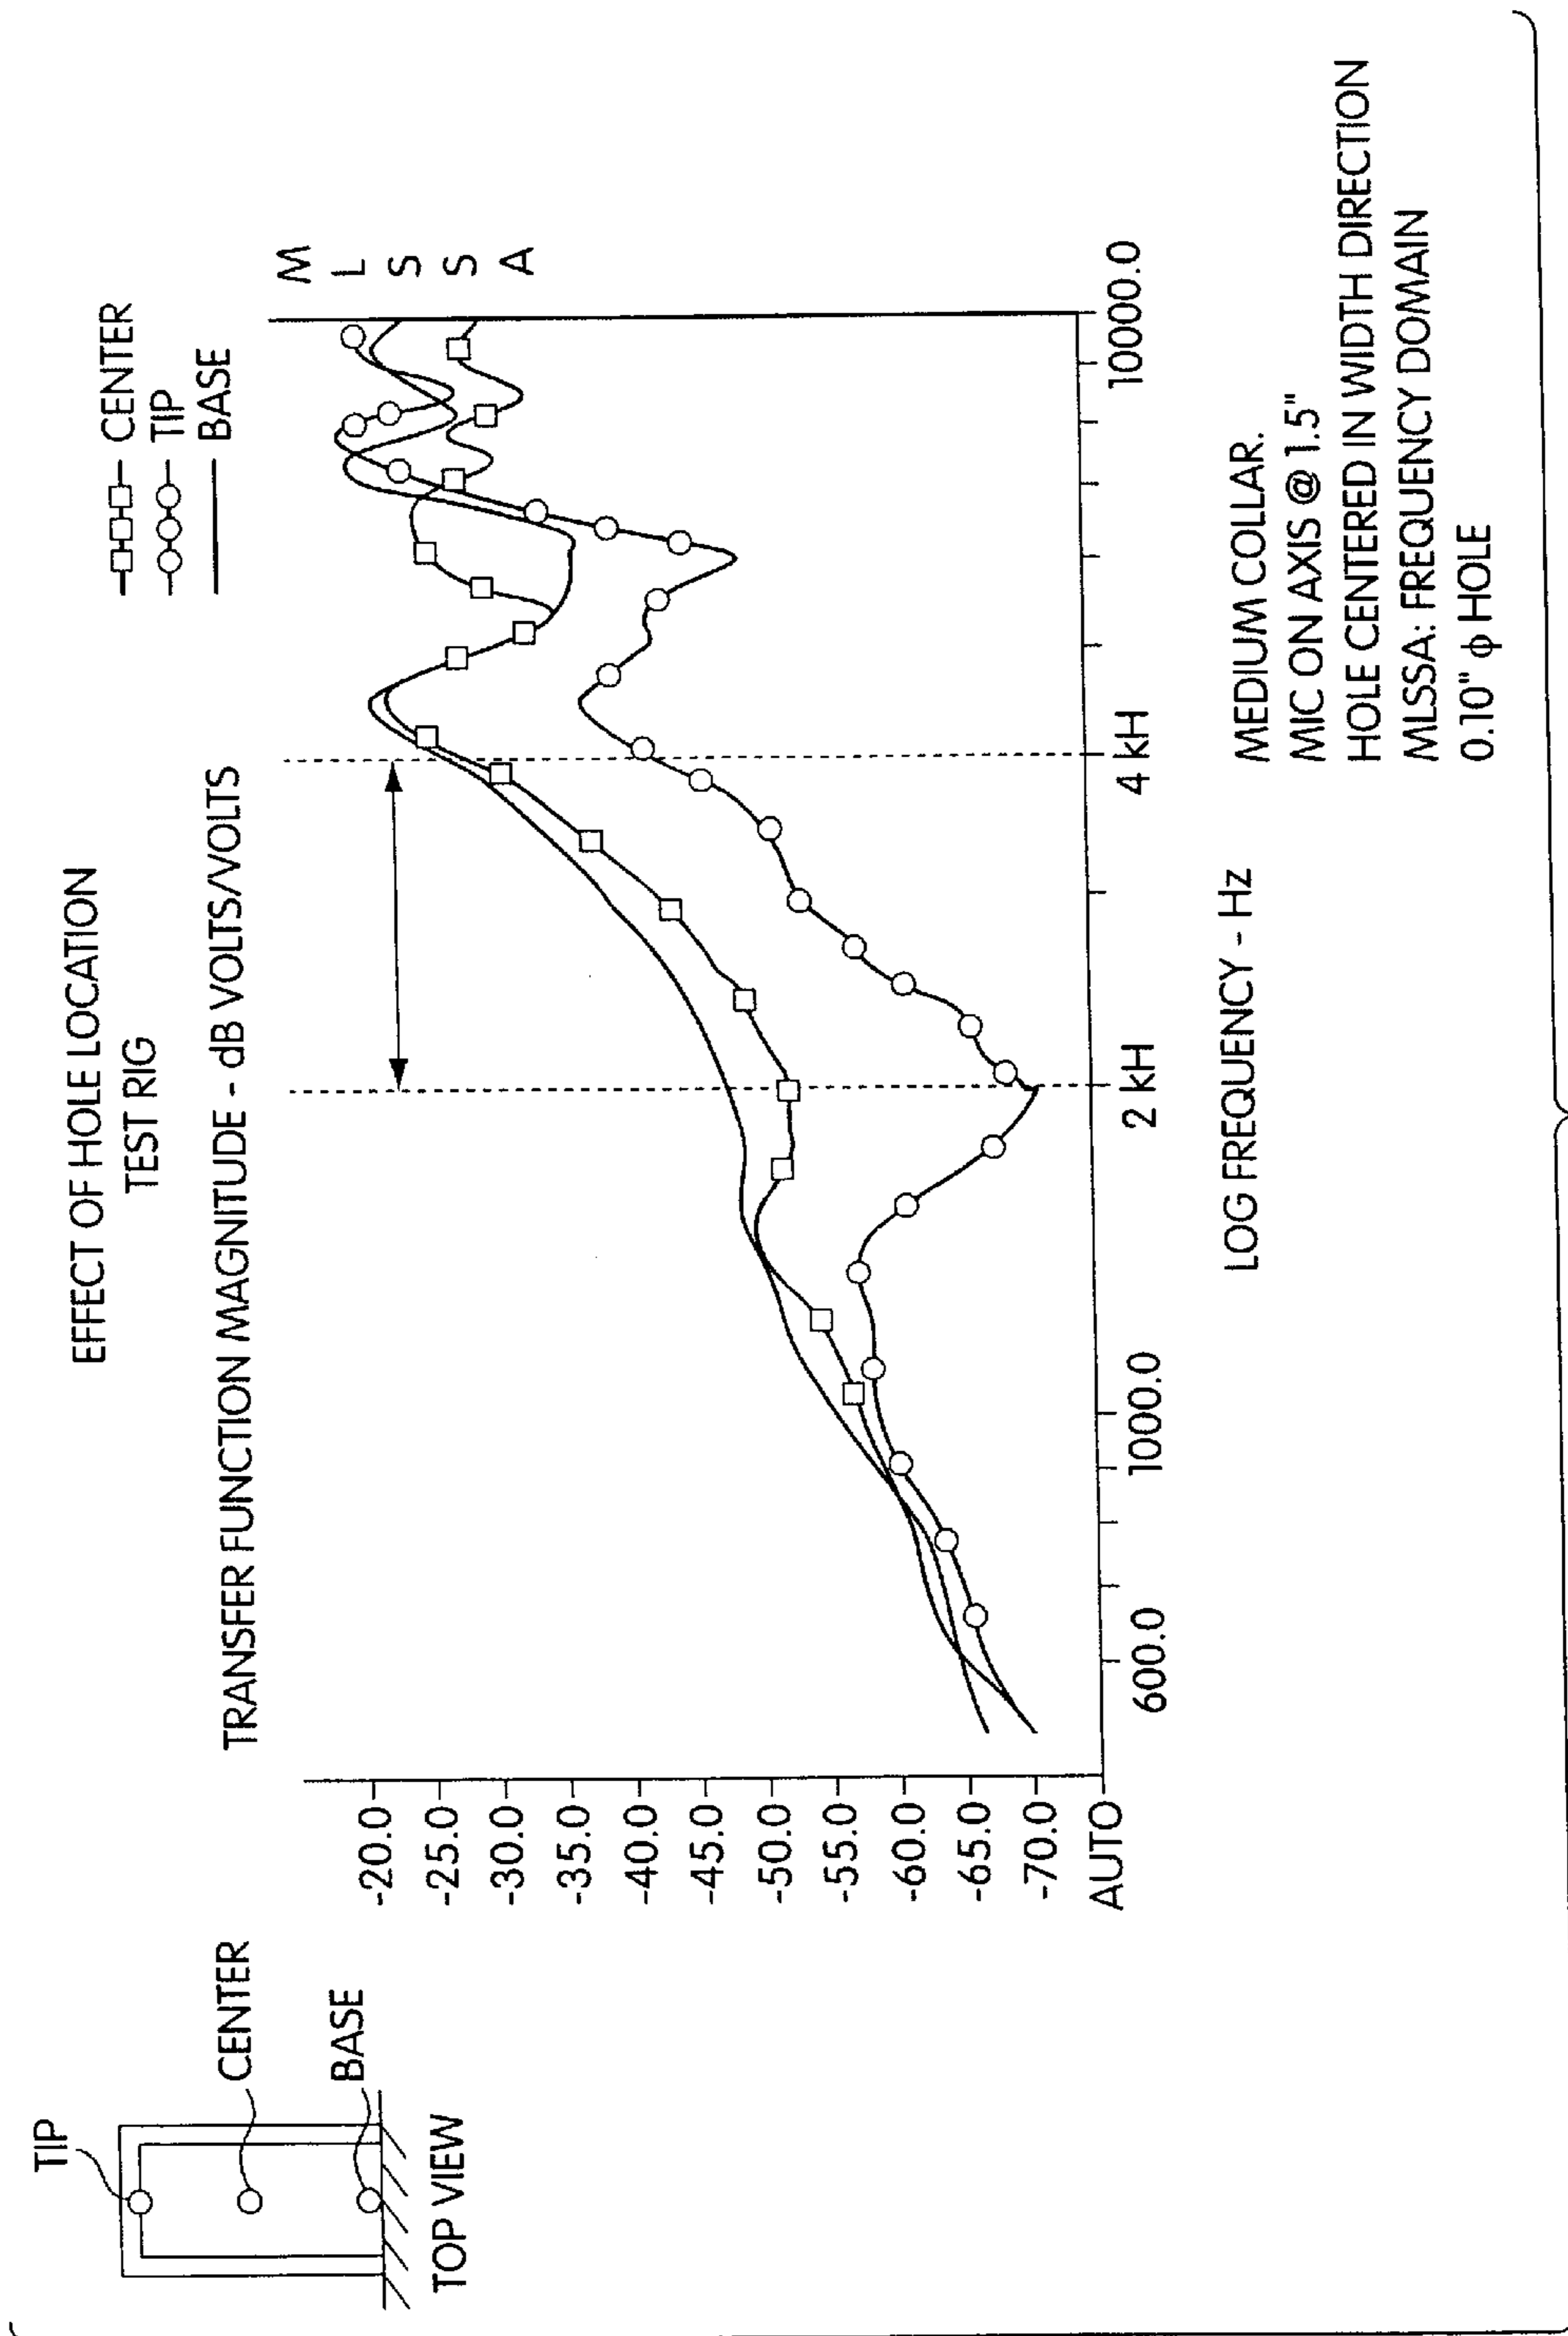 EFFECT OF HOLE LOCATION
TEST RIG
TIP
CENTER
BASE
TOP VIEW
TRANSFER FUNCTION MAGNITUDE - dB VOLTS/VOLTS
CENTER
TIP
BASE
M
L
S
S
A
-20.0
-25.0
-30.0
-35.0
-40.0
-45.0
-50.0
-55.0
-60.0
-65.0
-70.0
AUTO
600.0
1000.0
2 kH
4 kH
10000.0
LOG FREQUENCY - Hz
MEDIUM COLLAR.
MIC ON AXIS @ 1.5"
HOLE CENTERED IN WIDTH DIRECTION
MLSSA: FREQUENCY DOMAIN
0.10" ϕ HOLE